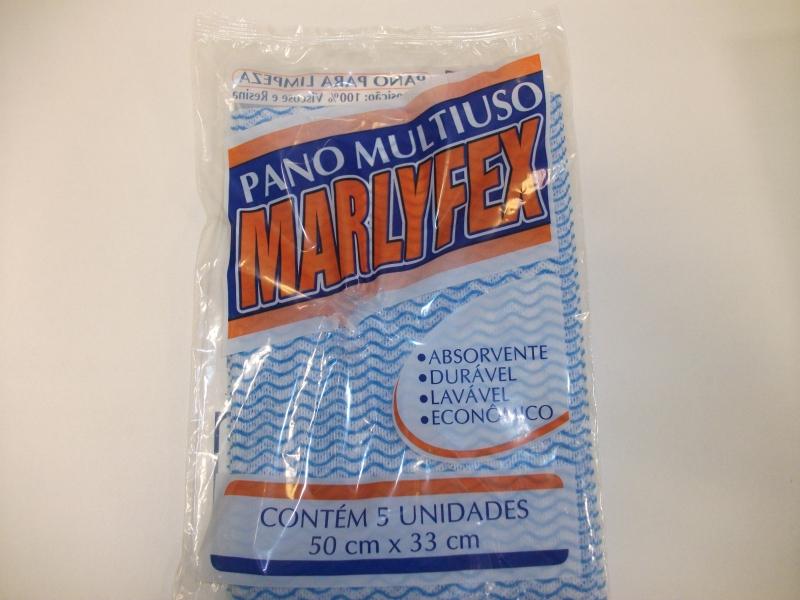 PANO PARA LIMPEZA
100% Viscose e Resina
PANO MULTIUSO
MARLYFEX
•ABSORVENTE
•DURÁVEL
•LAVÁVEL
•ECONÔMICO
CONTÉM 5 UNIDADES
50 cm x 33 cm